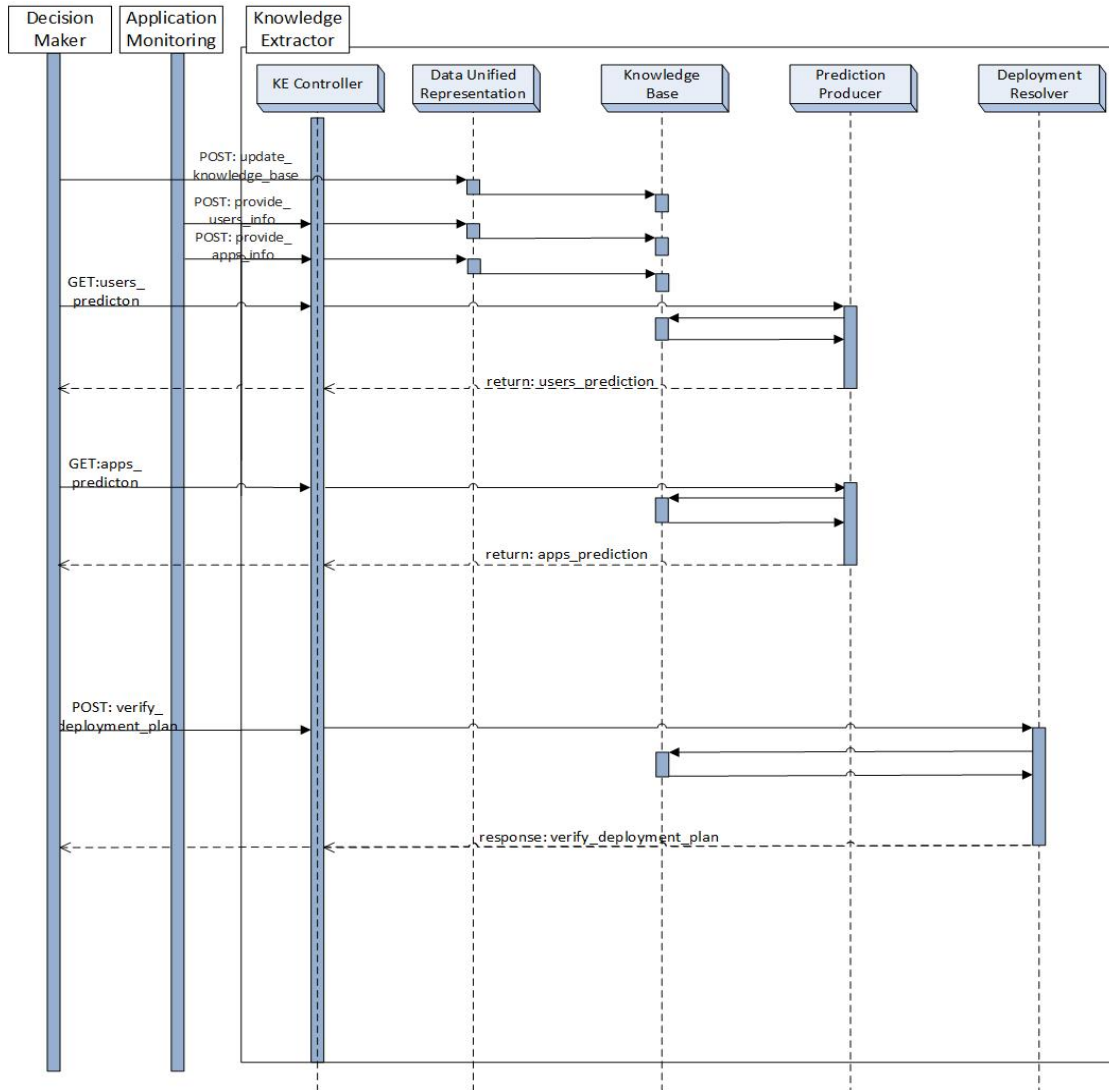 Decision
Maker
Application
Monitoring
Knowledge
Extractor
KE Controller
Data Unified
Representation
Knowledge
Base
Prediction
Producer
Deployment
Resolver
POST: update_
knowledge_base
POST: provide_
users_info
POST: provide_
apps_info
GET:users_
predicton
return: users_prediction
GET:apps_
predicton
return: apps_prediction
POST: verify_
deployment_plan
response: verify_deployment_plan